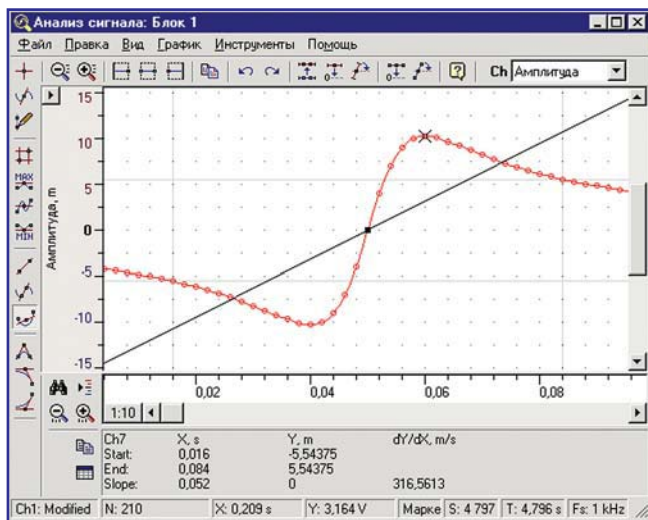 Анализ сигнала: Блок 1
Файл Правка Вид График Инструменты Помощь
Ch Амплитуда
MAX
MIN
Амплитуда, m
15
10
5
0
-5
-10
-15
0,02 0,04 0,06 0,08
1:10
Ch7 X, s Y, m dY/dX, m/s
Start: 0,016 -5,54375
End: 0,084 5,54375
Slope: 0,052 0 316,5613
Ch1: Modified N: 210 X: 0,209 s Y: 3,164 V Марке S: 4 797 T: 4,796 s Fs: 1 kHz